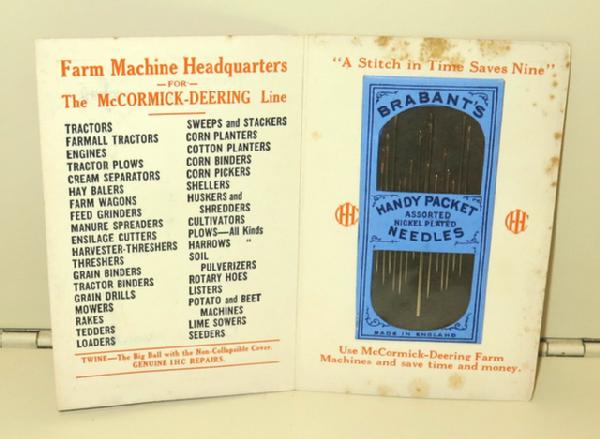 Farm Machine Headquarters
—FOR—
The McCORMICK-DEERING Line
TRACTORS
FARMALL TRACTORS
ENGINES
TRACTOR PLOWS
CREAM SEPARATORS
HAY BALERS
FARM WAGONS
FEED GRINDERS
MANURE SPREADERS
ENSILAGE CUTTERS
HARVESTER-THRESHERS
THRESHERS
GRAIN BINDERS
TRACTOR BINDERS
GRAIN DRILLS
MOWERS
RAKES
TEDDERS
LOADERS
SWEEPS and STACKERS
CORN PLANTERS
COTTON PLANTERS
CORN BINDERS
CORN PICKERS
SHELLERS
HUSKERS and
SHREDDERS
CULTIVATORS
PLOWS—All Kinds
HARROWS "
SOIL
PULVERIZERS
ROTARY HOES
LISTERS
POTATO and BEET
MACHINES
LIME SOWERS
SEEDERS
TWINE—The Big Ball with the Non-Collapsible Cover.
GENUINE IHC REPAIRS.
"A Stitch in Time Saves Nine"
BRABANT'S
HANDY PACKET
ASSORTED
NICKEL PLATED
NEEDLES
MADE IN ENGLAND
IHC
IHC
Use McCormick-Deering Farm
Machines and save time and money.